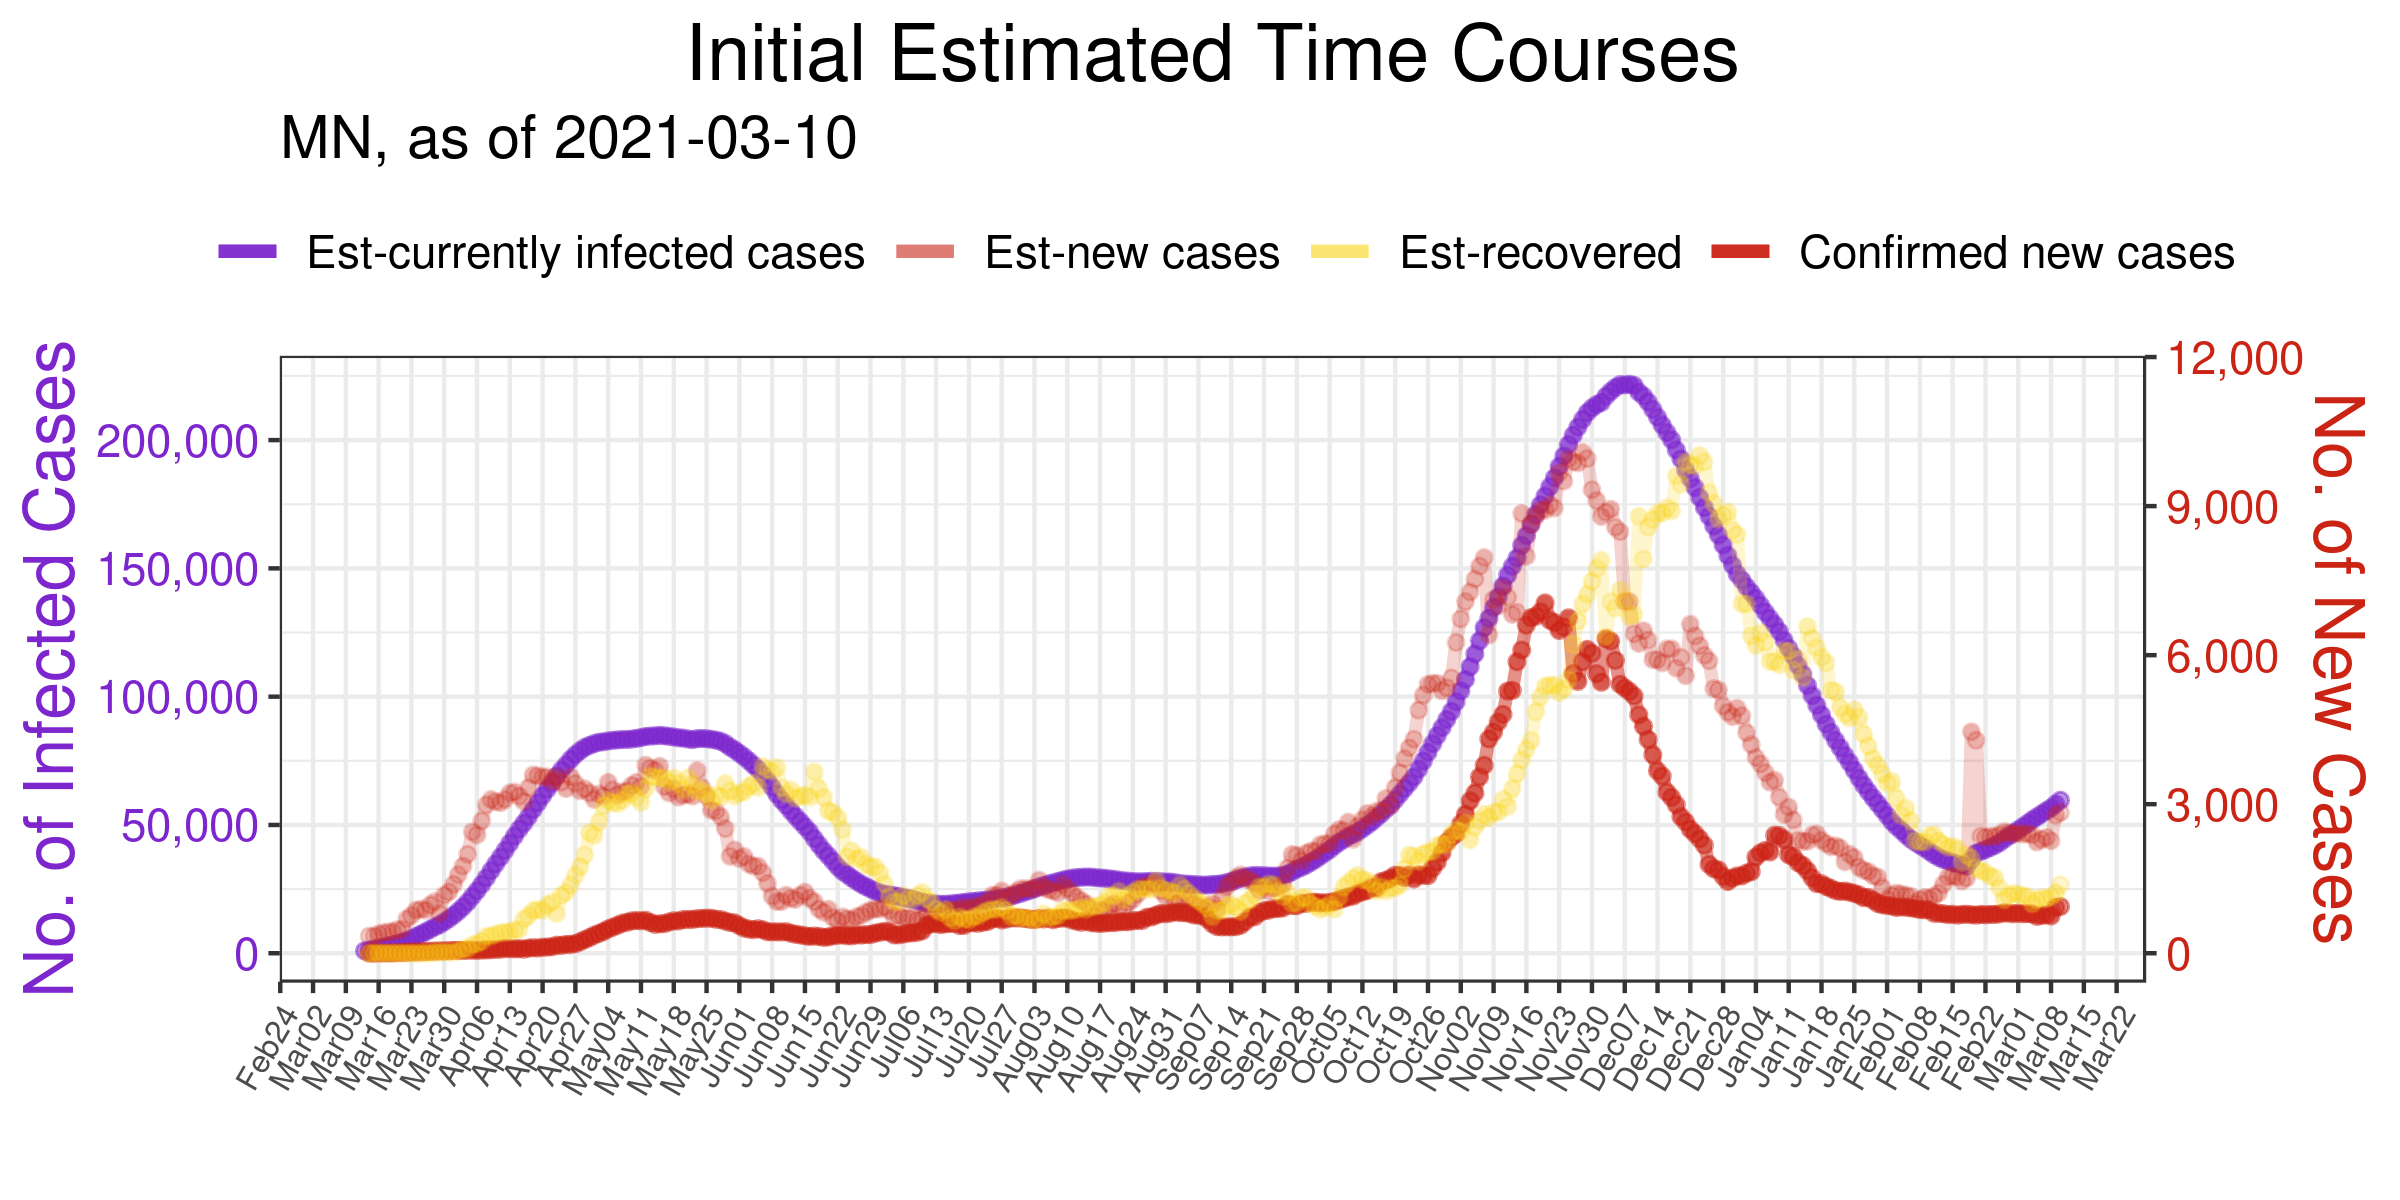 Initial Estimated Time Courses
MN, as of 2021-03-10
Est-currently infected cases Est-new cases Est-recovered Confirmed new cases
No. of Infected Cases
200,000
150,000
100,000
50,000
0
12,000
9,000
6,000
3,000
0
No. of New Cases
Feb24 Mar02 Mar09 Mar16 Mar23 Mar30 Apr06 Apr13 Apr20 Apr27 May04 May11 May18 May25 Jun01 Jun08 Jun15 Jun22 Jun29 Jul06 Jul13 Jul20 Jul27 Aug03 Aug10 Aug17 Aug24 Aug31 Sep07 Sep14 Sep21 Sep28 Oct05 Oct12 Oct19 Oct26 Nov02 Nov09 Nov16 Nov23 Nov30 Dec07 Dec14 Dec21 Dec28 Jan04 Jan11 Jan18 Jan25 Feb01 Feb08 Feb15 Feb22 Mar01 Mar08 Mar15 Mar22